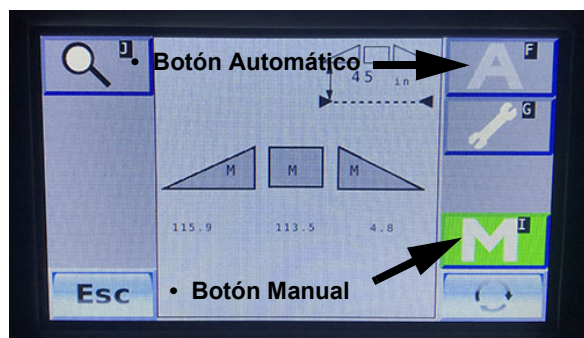 J
• Botón Automático
A F
45 in
G
M M M
115.9 113.5 4.8
M I
Esc
• Botón Manual